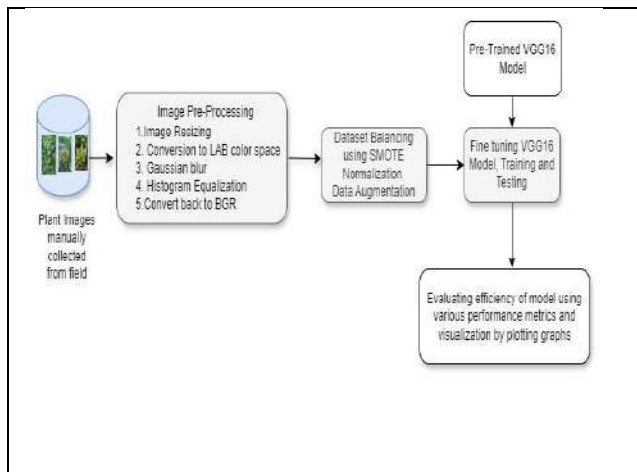 Pre-Trained VGG16
Model
Image Pre-Processing
1.Image Resizing
2. Conversion to LAB color space
3. Gaussian blur
4. Histogram Equalization
5.Convert back to BGR
Dataset Balancing
using SMOTE
Normalization
Data Augmentation
Fine tuning VGG16
Model, Training and
Testing
Plant Images
manually
collected
from field
Evaluating efficiency of model using
various performance metrics and
visualization by plotting graphs